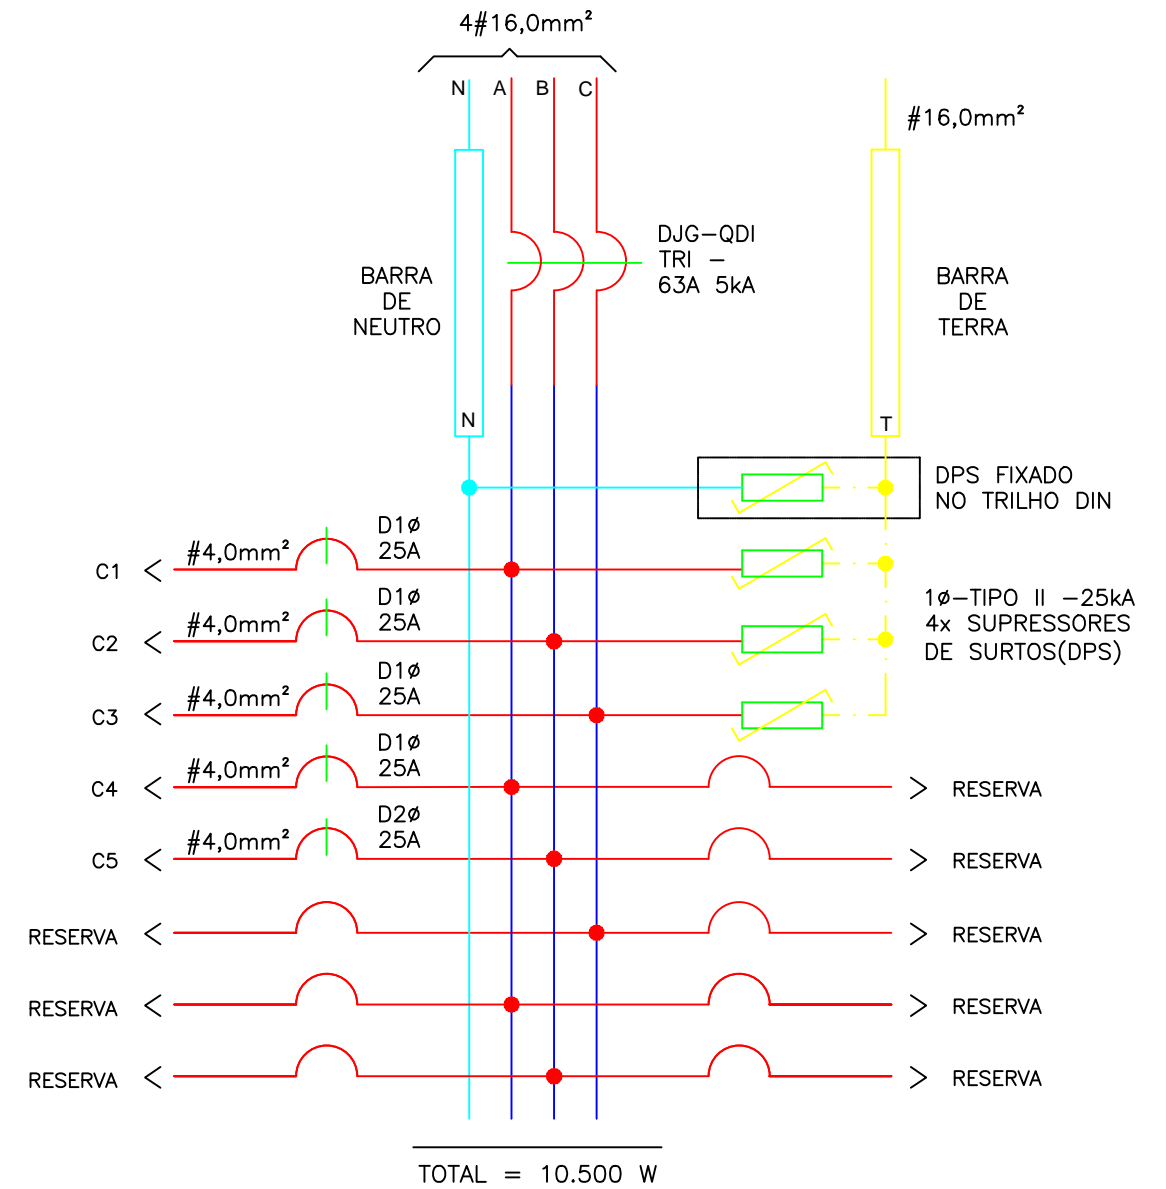 4#16,0mm²
N A B C
#16,0mm²
DJG-QDI
TRI -
63A 5kA
BARRA
DE
NEUTRO
BARRA
DE
TERRA
N
T
DPS FIXADO
NO TRILHO DIN
C1
#4,0mm²
D1ø
25A
C2
#4,0mm²
D1ø
25A
1ø-TIPO II -25kA
4x SUPRESSORES
DE SURTOS(DPS)
C3
#4,0mm²
D1ø
25A
C4
#4,0mm²
D1ø
25A
RESERVA
C5
#4,0mm²
D2ø
25A
RESERVA
RESERVA
RESERVA
RESERVA
RESERVA
RESERVA
RESERVA
TOTAL = 10.500 W